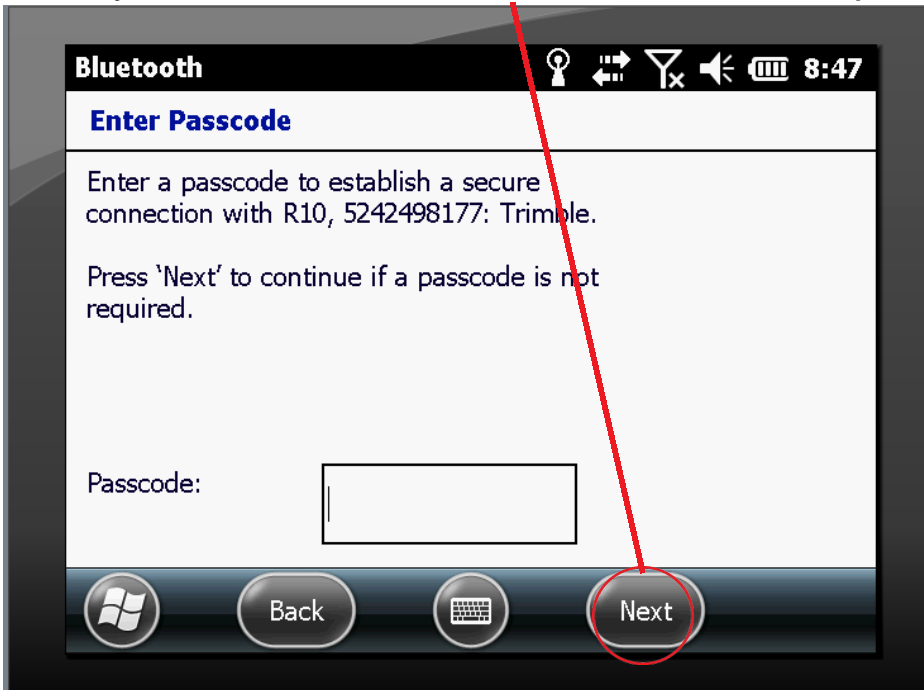 Bluetooth 8:47
Enter Passcode
Enter a passcode to establish a secure
connection with R10, 5242498177: Trimble.
Press `Next' to continue if a passcode is not
required.
Passcode:
Back Next